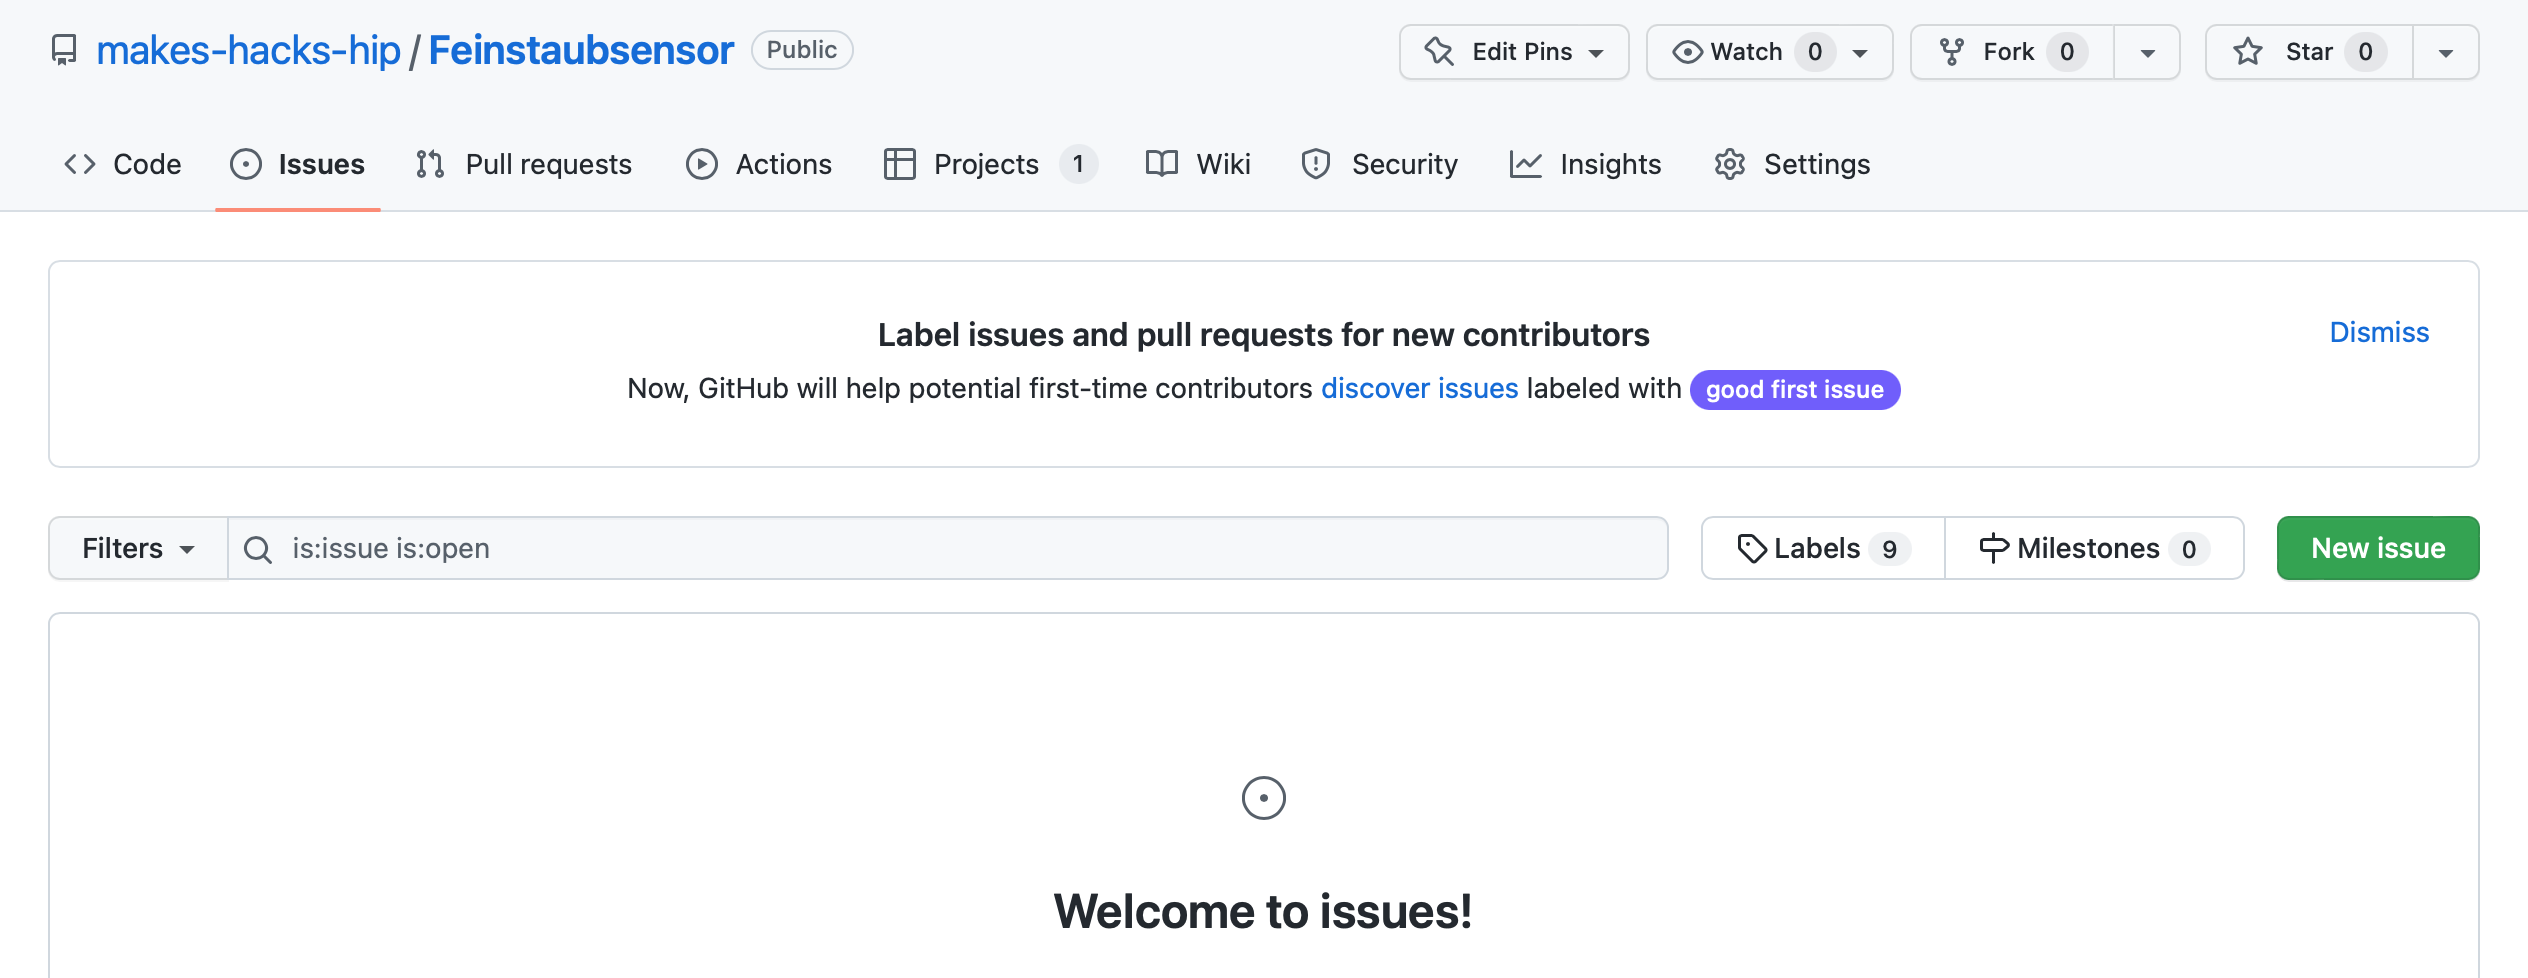 makes-hacks-hip / Feinstaubsensor Public Edit Pins Watch 0 Fork 0 Star 0
Code Issues Pull requests Actions Projects 1 Wiki Security Insights Settings
Label issues and pull requests for new contributors
Dismiss
Now, GitHub will help potential first-time contributors discover issues labeled with good first issue
Filters is:issue is:open Labels 9 Milestones 0 New issue
Welcome to issues!